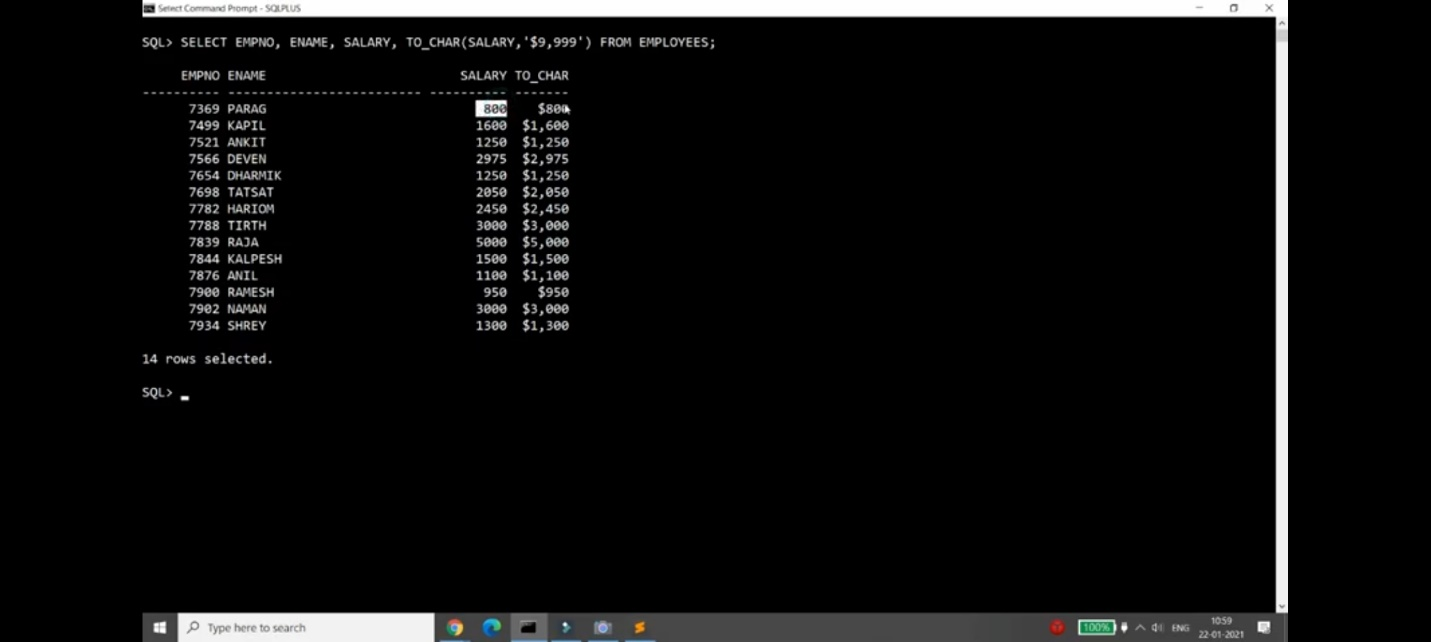 Select Command Prompt - SQLPLUS
SQL> SELECT EMPNO, ENAME, SALARY, TO_CHAR(SALARY,'$9,999') FROM EMPLOYEES;
EMPNO ENAME SALARY TO_CHAR
---------- ------------------------- ---------- -------
7369 PARAG 800 $800
7499 KAPIL 1600 $1,600
7521 ANKIT 1250 $1,250
7566 DEVEN 2975 $2,975
7654 DHARMIK 1250 $1,250
7698 TATSAT 2050 $2,050
7782 HARIOM 2450 $2,450
7788 TIRTH 3000 $3,000
7839 RAJA 5000 $5,000
7844 KALPESH 1500 $1,500
7876 ANIL 1100 $1,100
7900 RAMESH 950 $950
7902 NAMAN 3000 $3,000
7934 SHREY 1300 $1,300
14 rows selected.
SQL>
Type here to search
100%
ENG
10:59
22-01-2021